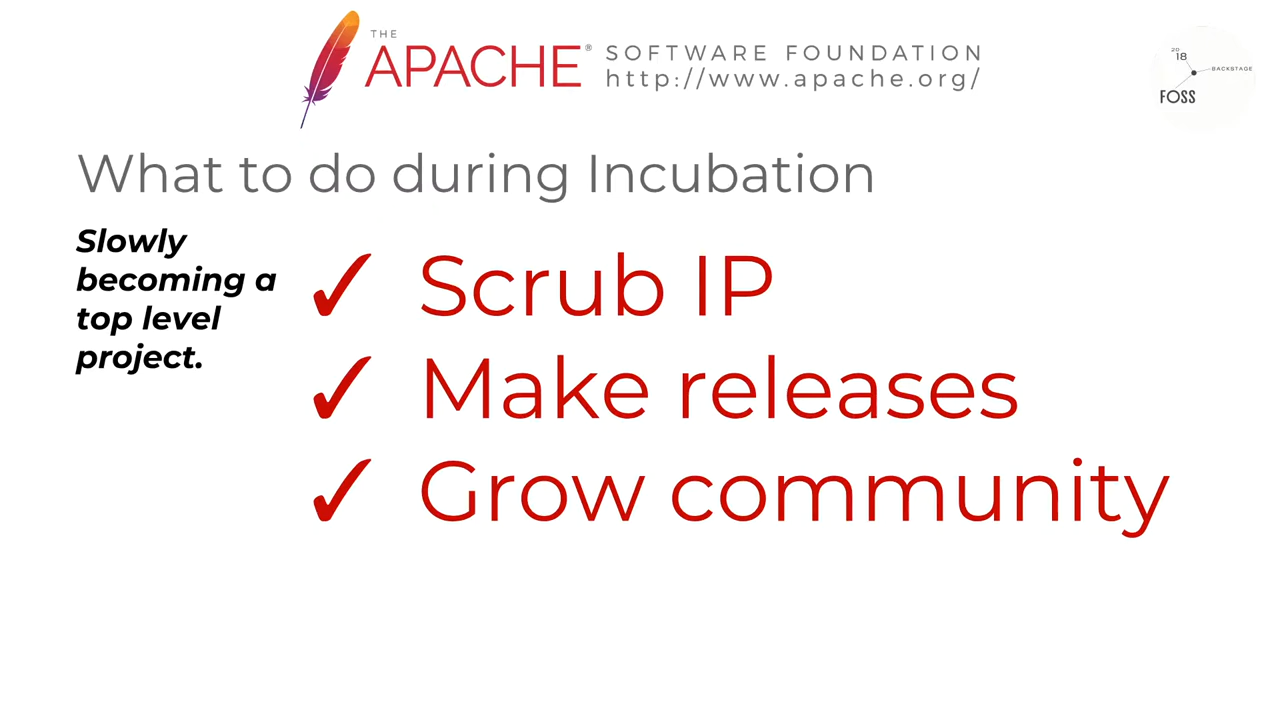 THE
APACHE® SOFTWARE FOUNDATION
http://www.apache.org/
20
18
BACKSTAGE
FOSS
What to do during Incubation
Slowly
becoming a
top level
project.
✓ Scrub IP
✓ Make releases
✓ Grow community